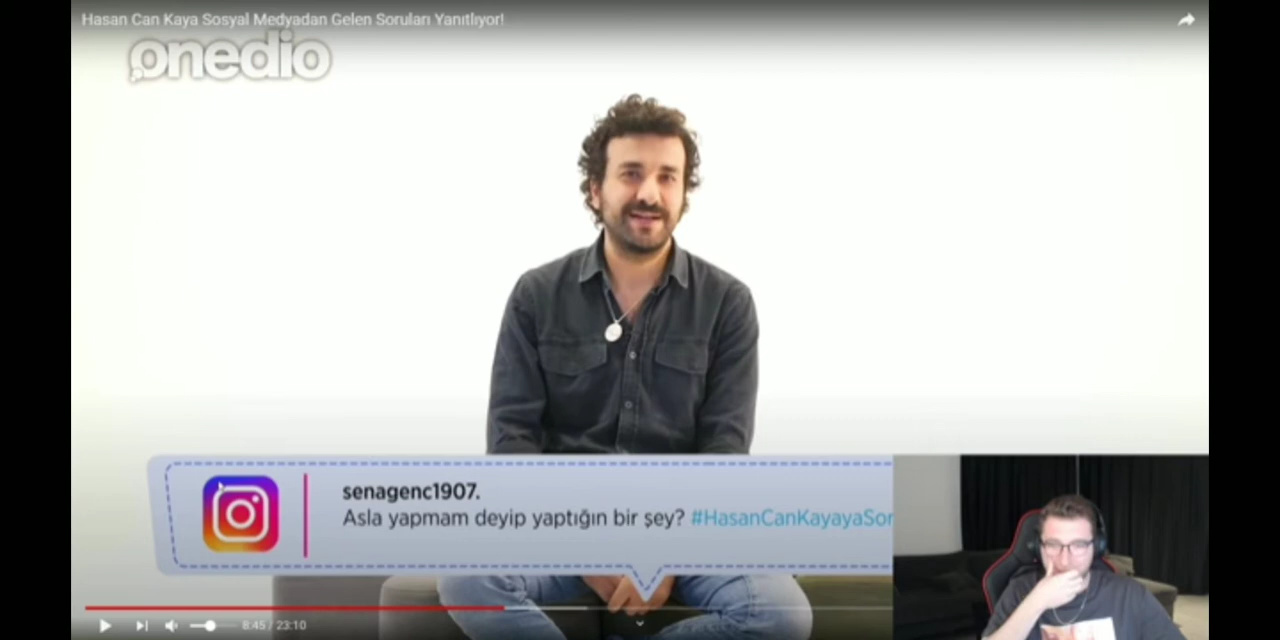 Hasan Can Kaya Sosyal Medyadan Gelen Soruları Yanıtlıyor!
onedio
senagenc1907.
Asla yapmam deyip yaptığın bir şey? #HasanCanKayayaSor
8:45 / 23:10